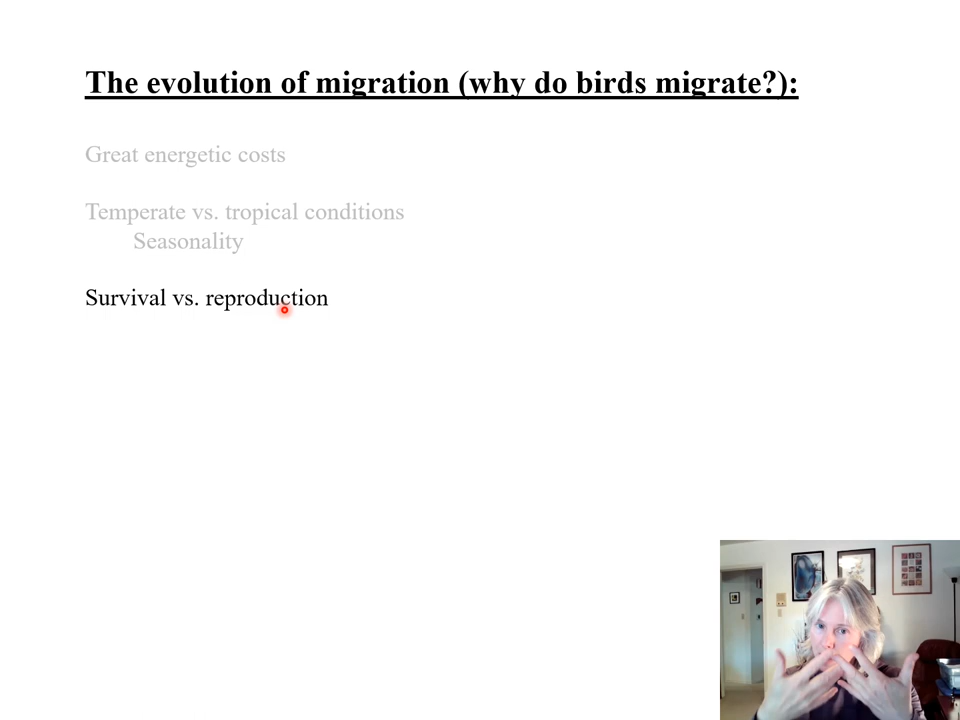 The evolution of migration (why do birds migrate?):
Great energetic costs
Temperate vs. tropical conditions
Seasonality
Survival vs. reproduction